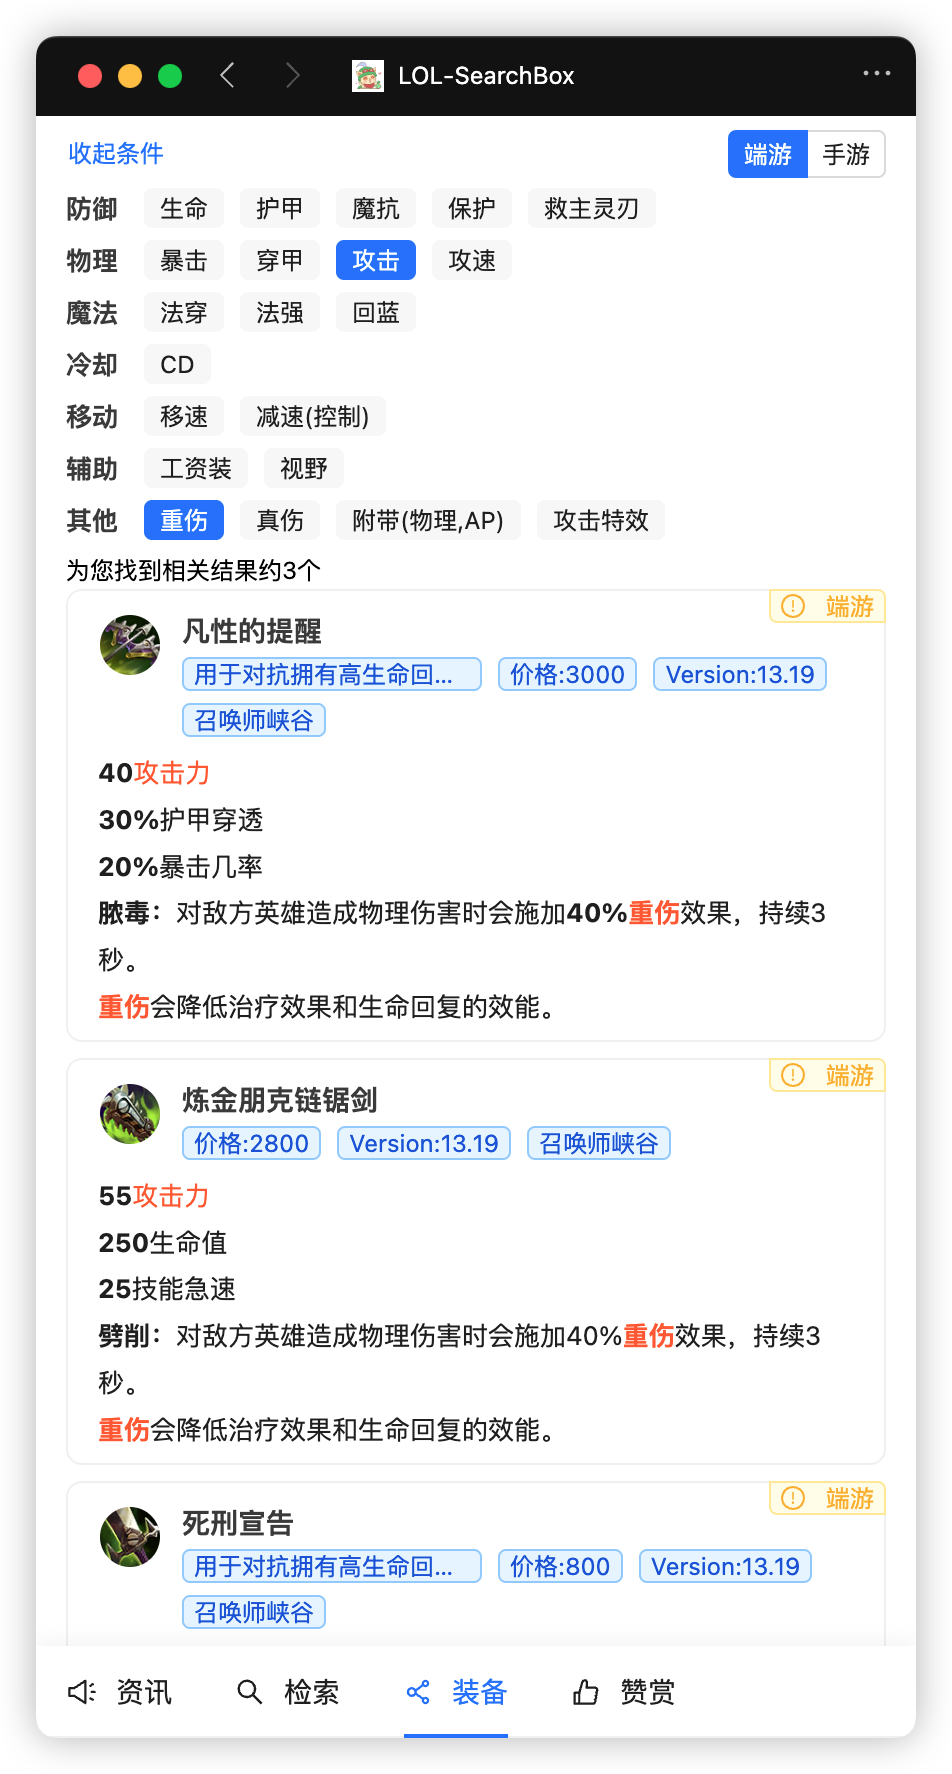 LOL-SearchBox
收起条件 端游 手游
防御 生命 护甲 魔抗 保护 救主灵刃
物理 暴击 穿甲 攻击 攻速
魔法 法穿 法强 回蓝
冷却 CD
移动 移速 减速(控制)
辅助 工资装 视野
其他 重伤 真伤 附带(物理,AP) 攻击特效
为您找到相关结果约3个
端游
凡性的提醒
用于对抗拥有高生命回... 价格:3000 Version:13.19
召唤师峡谷
40攻击力
30%护甲穿透
20%暴击几率
脓毒：对敌方英雄造成物理伤害时会施加40%重伤效果，持续3
秒。
重伤会降低治疗效果和生命回复的效能。
端游
炼金朋克链锯剑
价格:2800 Version:13.19 召唤师峡谷
55攻击力
250生命值
25技能急速
劈削：对敌方英雄造成物理伤害时会施加40%重伤效果，持续3
秒。
重伤会降低治疗效果和生命回复的效能。
端游
死刑宣告
用于对抗拥有高生命回... 价格:800 Version:13.19
召唤师峡谷
资讯 检索 装备 赞赏